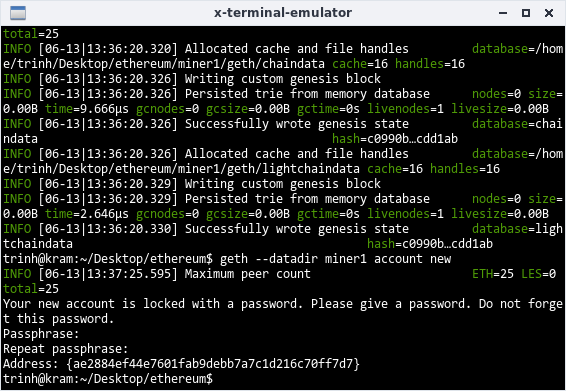 x-terminal-emulator
total=25
INFO [06-13|13:36:20.320] Allocated cache and file handles         database=/hom
e/trinh/Desktop/ethereum/miner1/geth/chaindata cache=16 handles=16
INFO [06-13|13:36:20.326] Writing custom genesis block
INFO [06-13|13:36:20.326] Persisted trie from memory database      nodes=0 size=
0.00B time=9.666µs gcnodes=0 gcsize=0.00B gctime=0s livenodes=1 livesize=0.00B
INFO [06-13|13:36:20.326] Successfully wrote genesis state         database=chai
ndata                                         hash=c0990b…cdd1ab
INFO [06-13|13:36:20.326] Allocated cache and file handles         database=/hom
e/trinh/Desktop/ethereum/miner1/geth/lightchaindata cache=16 handles=16
INFO [06-13|13:36:20.329] Writing custom genesis block
INFO [06-13|13:36:20.329] Persisted trie from memory database      nodes=0 size=
0.00B time=2.646µs gcnodes=0 gcsize=0.00B gctime=0s livenodes=1 livesize=0.00B
INFO [06-13|13:36:20.330] Successfully wrote genesis state         database=ligh
tchaindata                                         hash=c0990b…cdd1ab
trinh@kram:~/Desktop/ethereum$ geth --datadir miner1 account new
INFO [06-13|13:37:25.595] Maximum peer count                       ETH=25 LES=0
total=25
Your new account is locked with a password. Please give a password. Do not forge
t this password.
Passphrase:
Repeat passphrase:
Address: {ae2884ef44e7601fab9debb7a7c1d216c70ff7d7}
trinh@kram:~/Desktop/ethereum$